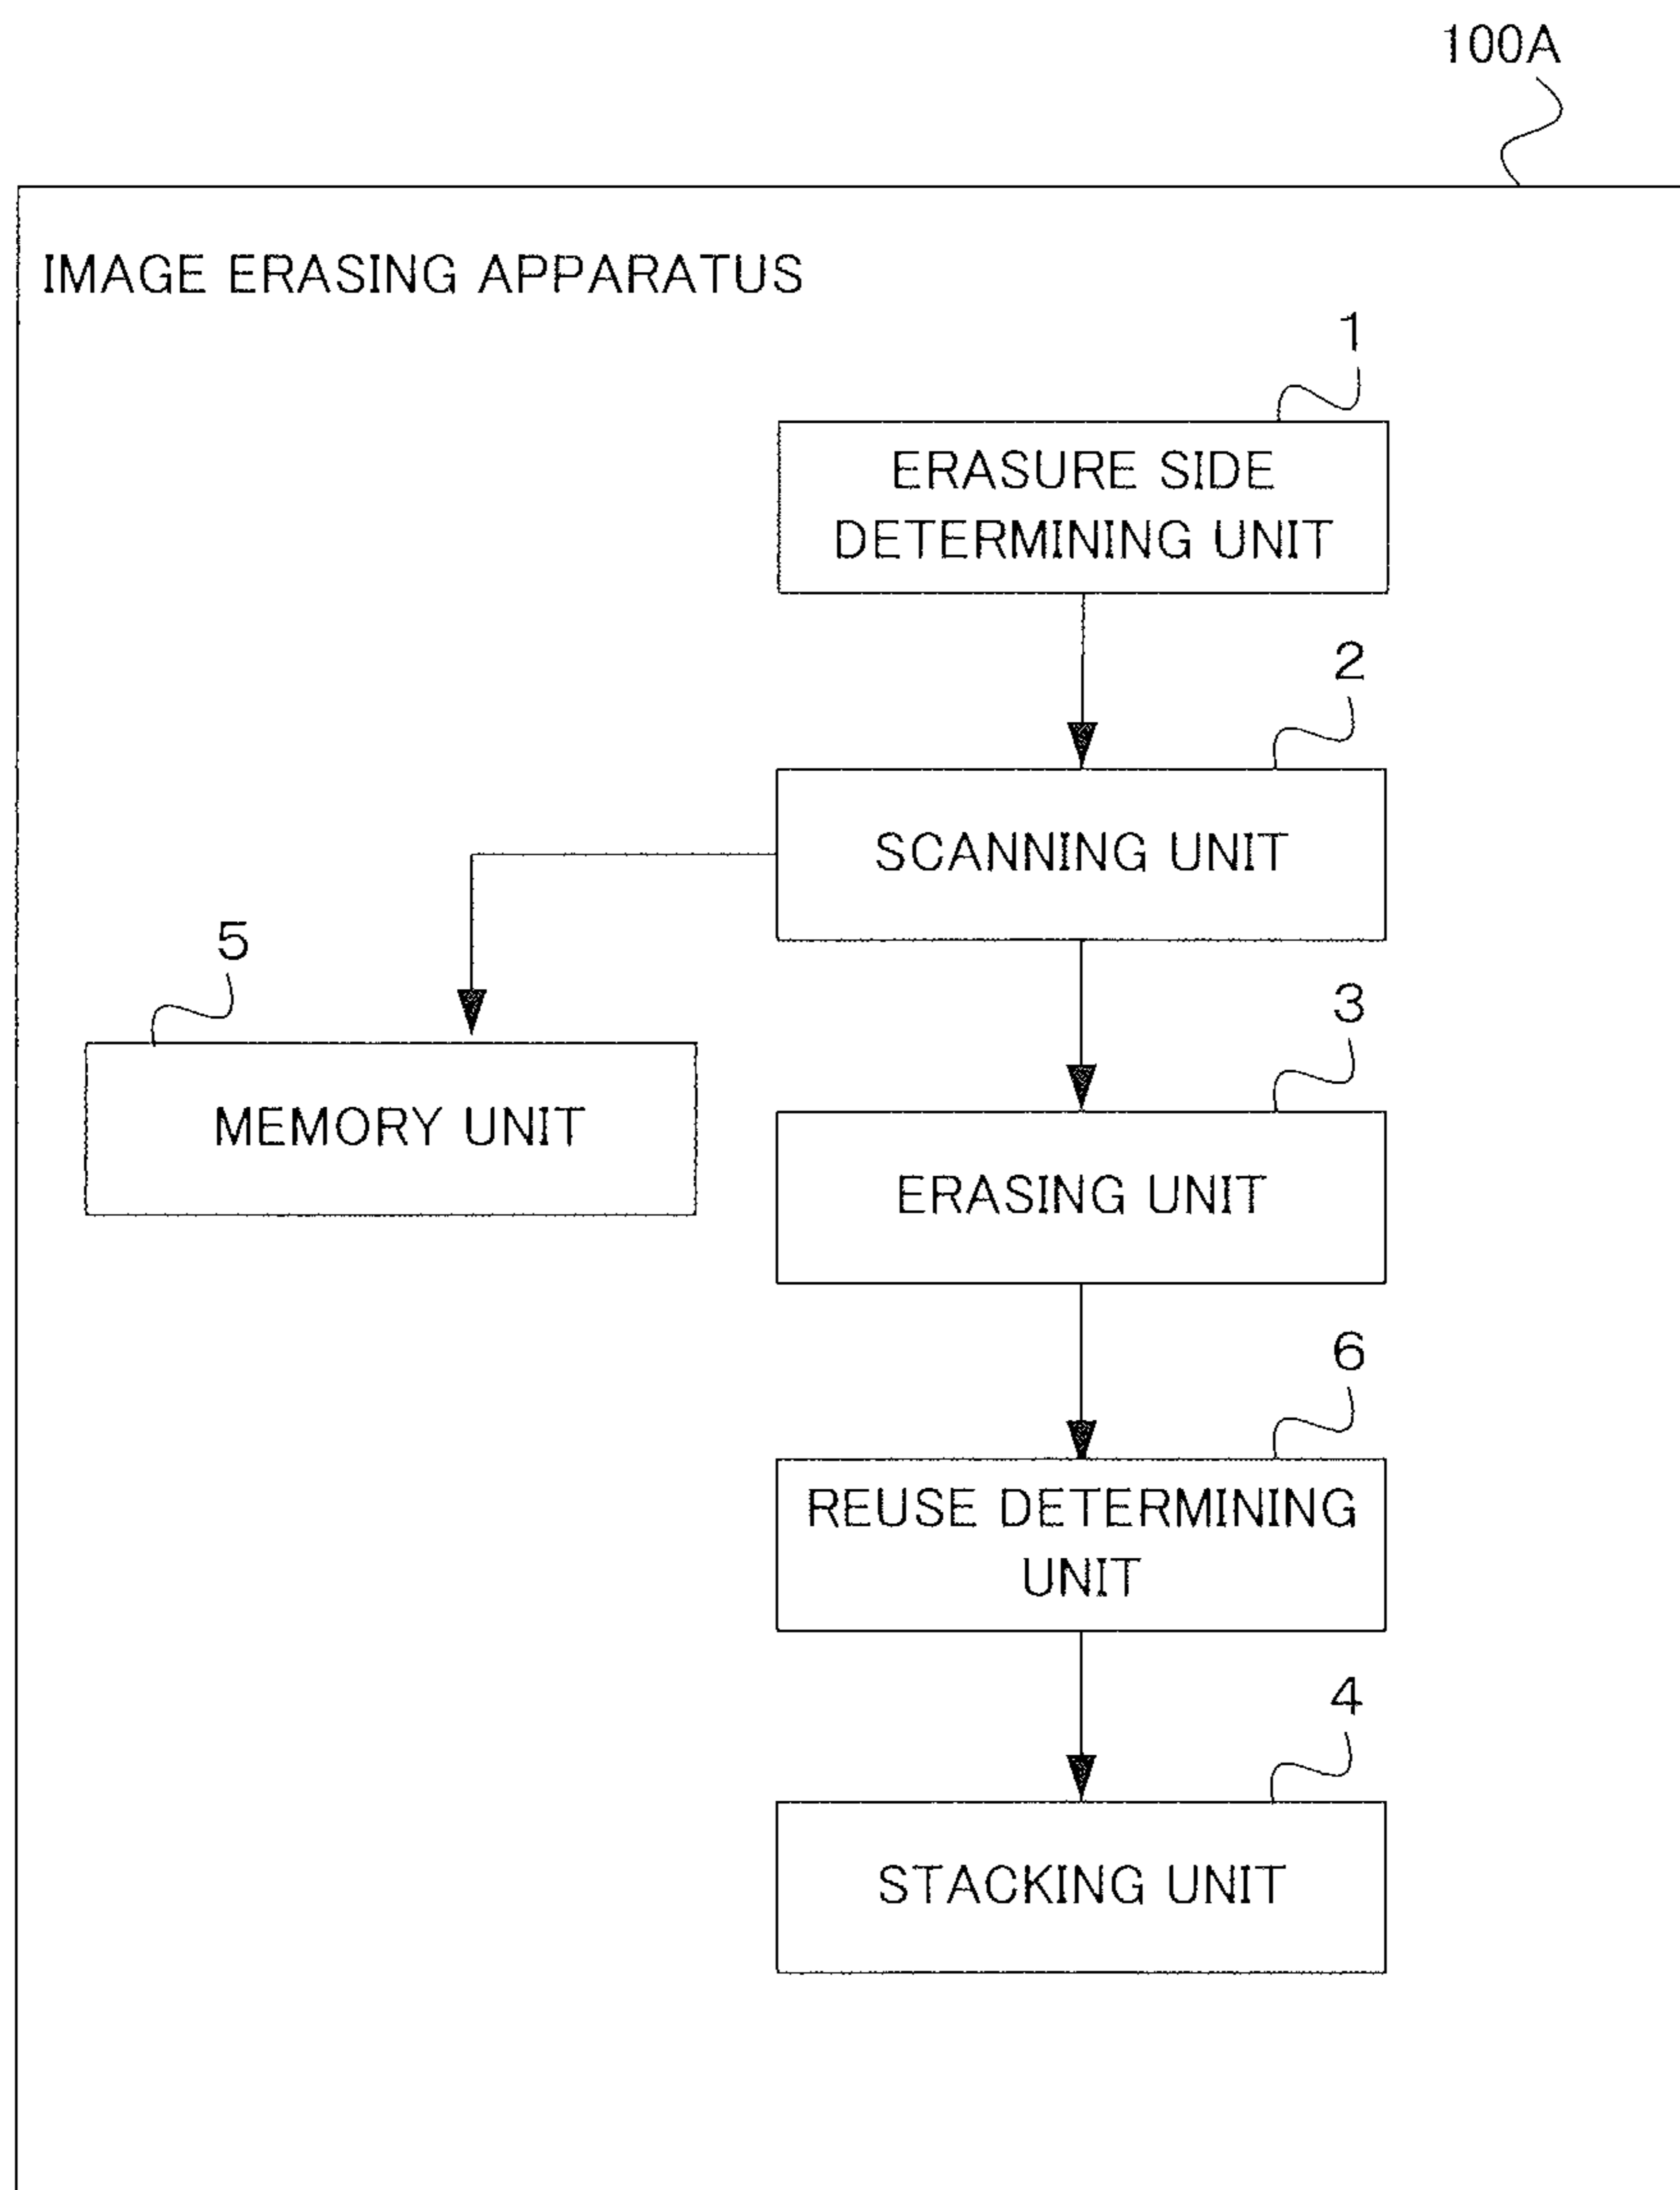 100A
IMAGE ERASING APPARATUS
1
ERASURE SIDE
DETERMINING UNIT
2
SCANNING UNIT
5
MEMORY UNIT
3
ERASING UNIT
6
REUSE DETERMINING
UNIT
4
STACKING UNIT